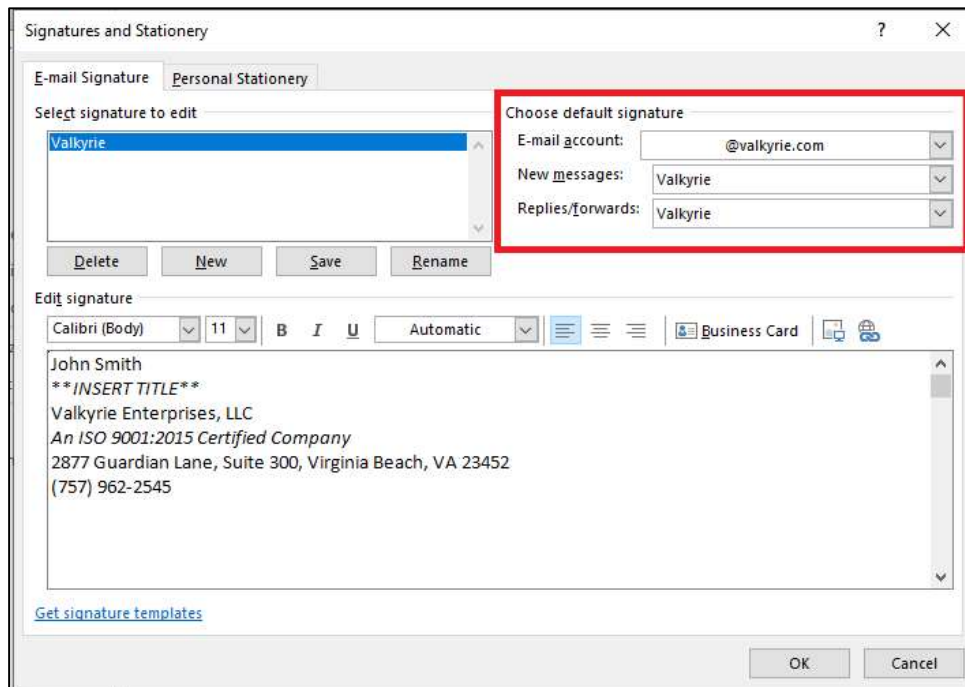 Signatures and Stationery ? X
E-mail Signature Personal Stationery
Select signature to edit
Valkyrie
Delete New Save Rename
Choose default signature
E-mail account: @valkyrie.com
New messages: Valkyrie
Replies/forwards: Valkyrie
Edit signature
Calibri (Body) 11 B I U Automatic Business Card
John Smith
**INSERT TITLE**
Valkyrie Enterprises, LLC
An ISO 9001:2015 Certified Company
2877 Guardian Lane, Suite 300, Virginia Beach, VA 23452
(757) 962-2545
Get signature templates
OK Cancel